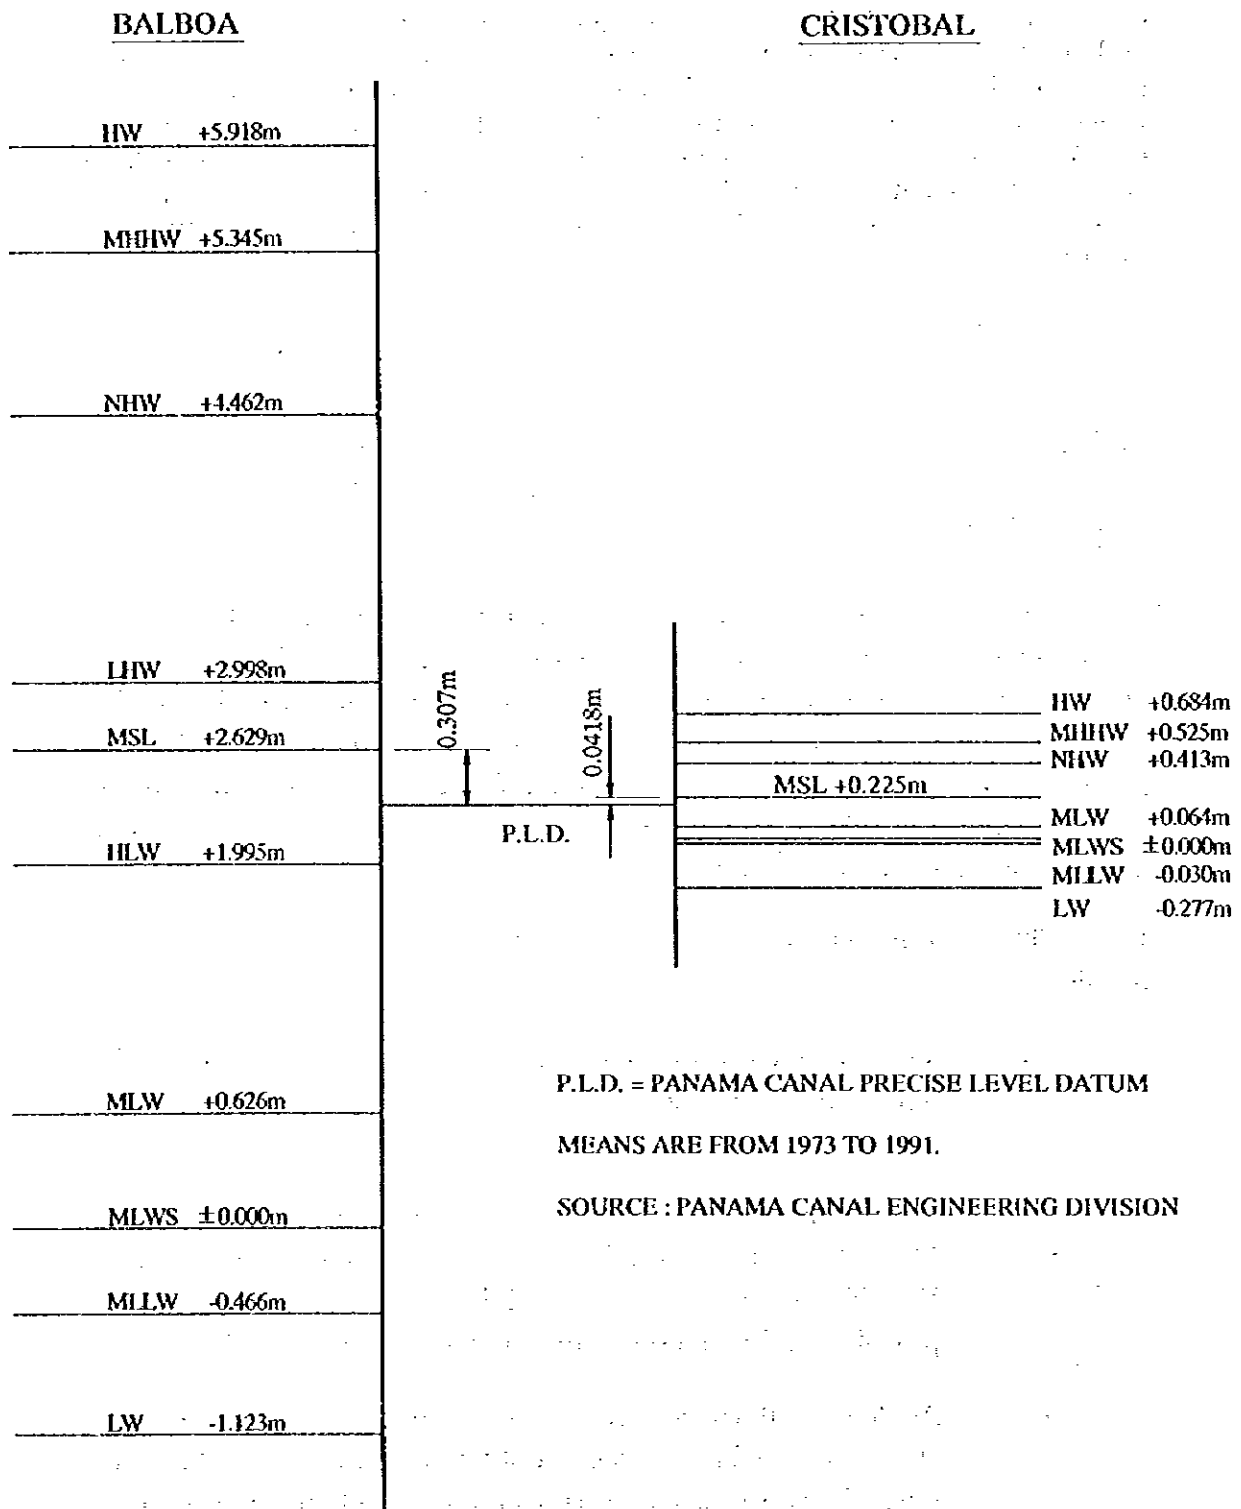 BALBOA
CRISTOBAL
HW +5.918m
MHHW +5.345m
NHW +4.462m
LHW +2.998m
MSL +2.629m
HLW +1.995m
MLW +0.626m
MLWS ±0.000m
MLLW -0.466m
LW -1.123m
0.307m
0.0418m
P.L.D.
HW +0.684m
MHHW +0.525m
NHW +0.413m
MSL +0.225m
MLW +0.064m
MLWS ±0.000m
MLLW -0.030m
LW -0.277m
P.L.D. = PANAMA CANAL PRECISE LEVEL DATUM
MEANS ARE FROM 1973 TO 1991.
SOURCE : PANAMA CANAL ENGINEERING DIVISION